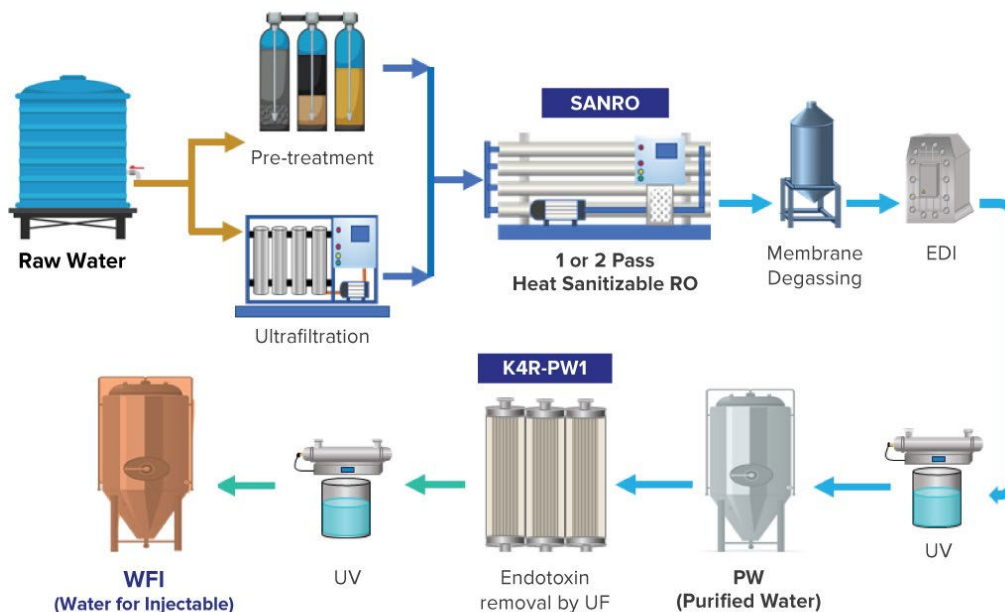 SANRO
Pre-treatment
Raw Water
Ultrafiltration
1 or 2 Pass
Heat Sanitizable RO
Membrane
Degassing
EDI
K4R-PW1
WFI
(Water for Injectable)
UV
Endotoxin
removal by UF
PW
(Purified Water)
UV